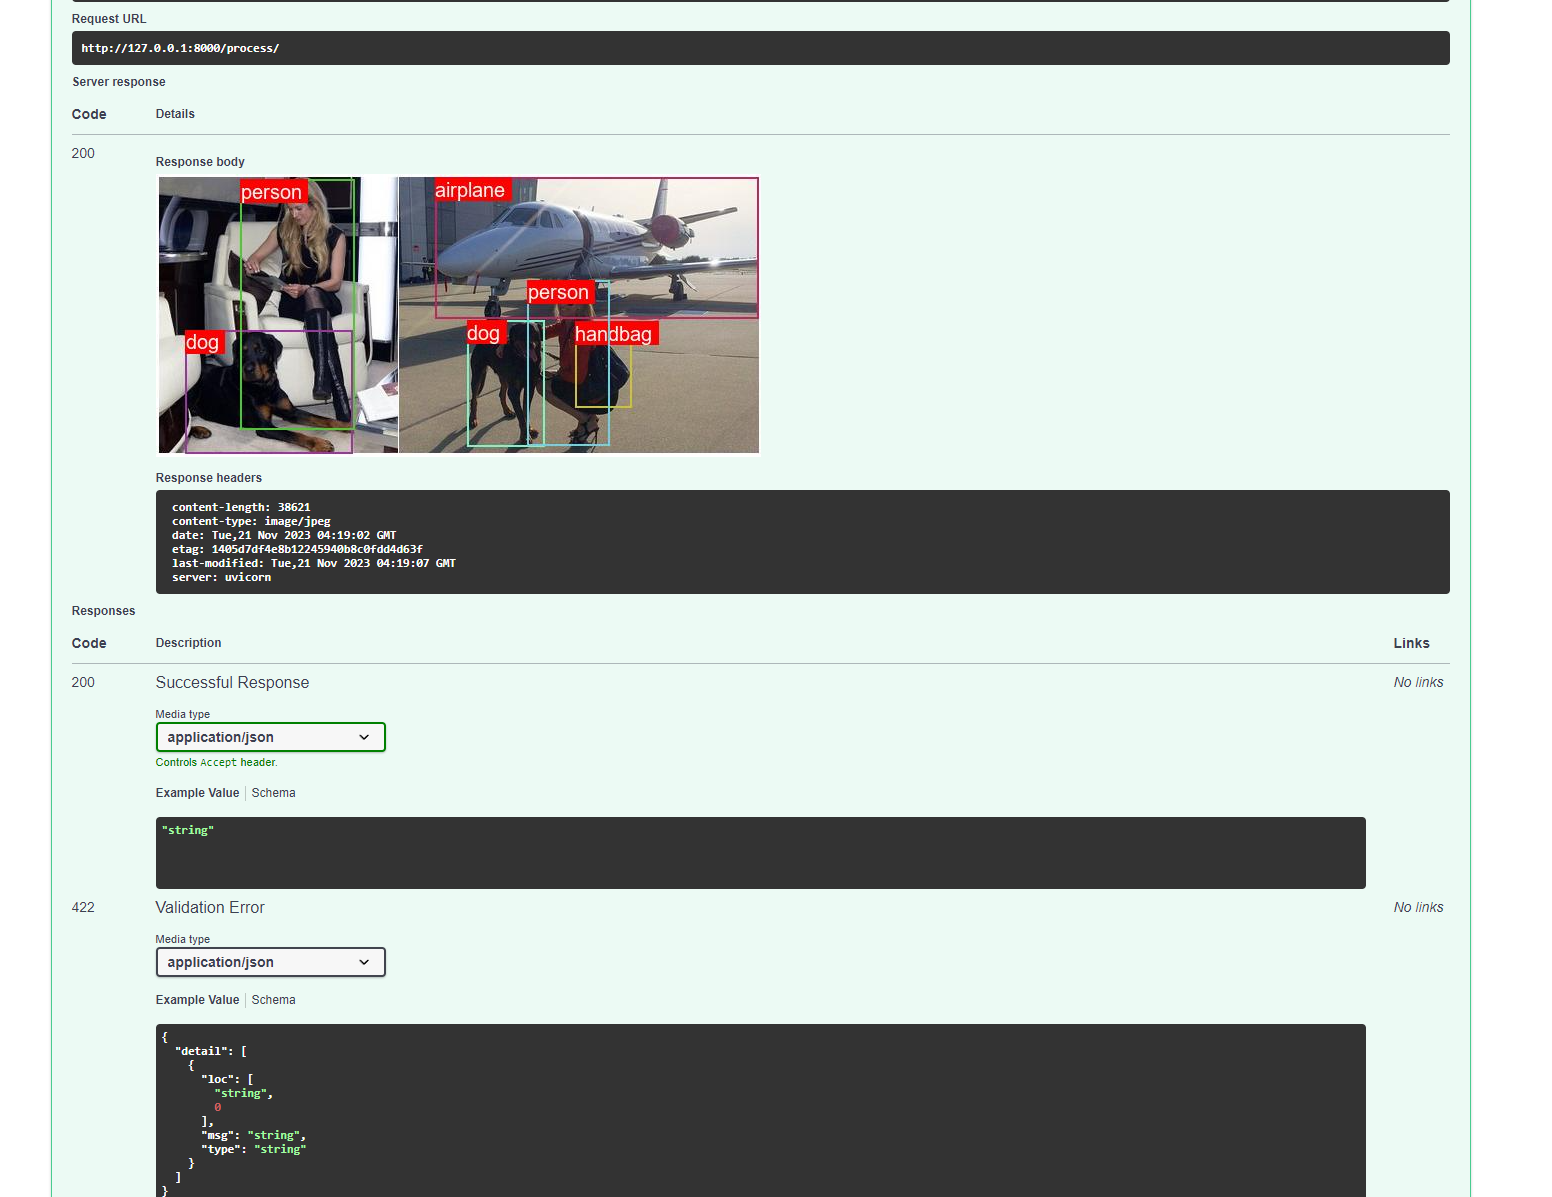 Request URL
http://127.0.0.1:8000/process/
Server response
Code Details
200
Response body
person
airplane
person
dog
handbag
dog
Response headers
content-length: 38621
content-type: image/jpeg
date: Tue,21 Nov 2023 04:19:02 GMT
etag: 1405d7df4e8b12245940b8c0fdd4d63f
last-modified: Tue,21 Nov 2023 04:19:07 GMT
server: uvicorn
Responses
Code Description Links
200 Successful Response No links
Media type
application/json
Controls Accept header.
Example Value Schema
"string"
422 Validation Error No links
Media type
application/json
Example Value Schema
{
  "detail": [
    {
      "loc": [
        "string",
        0
      ],
      "msg": "string",
      "type": "string"
    }
  ]
}